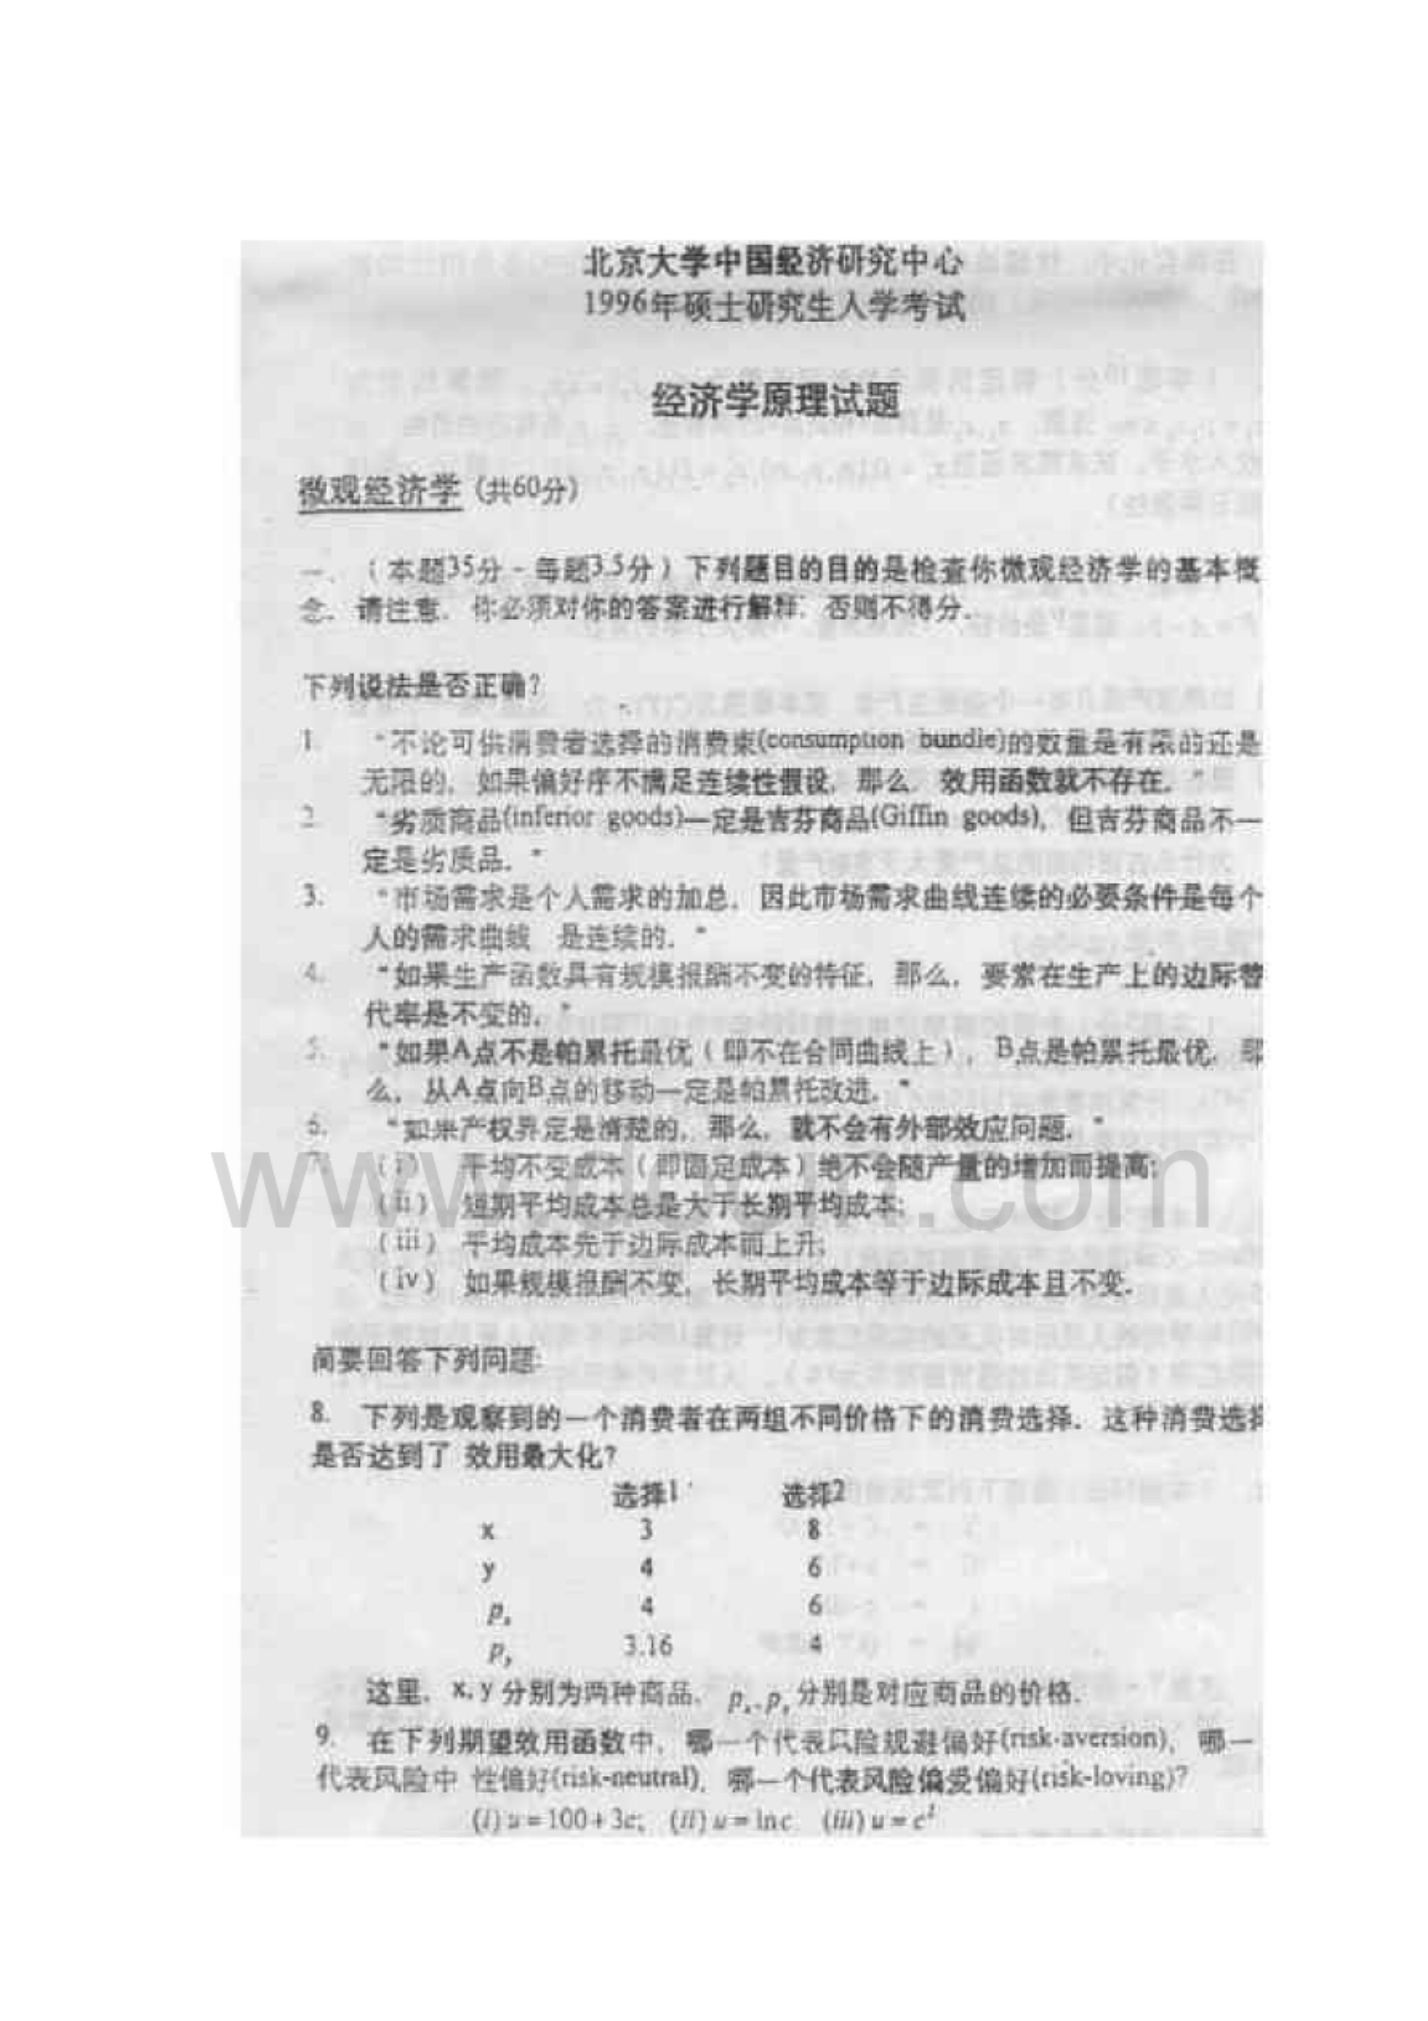 北京大学中国经济研究中心
1996年硕士研究生入学考试
经济学原理试题
微观经济学 (共60分)
一. (本题35分-每题3.5分) 下列题目的目的是检查你微观经济学的基本概
念. 请注意. 你必须对你的答案进行解释; 否则不得分.
下列说法是否正确?
1. "不论可供消费者选择的消费束(consumption bundle)的数量是有限的还是
无限的, 如果偏好序不满足连续性假设, 那么, 效用函数就不存在. "
2. "劣质商品(inferior goods)一定是吉芬商品(Giffin goods), 但吉芬商品不一
定是劣质品. "
3. "市场需求是个人需求的加总, 因此市场需求曲线连续的必要条件是每个
人的需求曲线 是连续的. "
4. "如果生产函数具有规模报酬不变的特征, 那么, 要素在生产上的边际替
代率是不变的. "
5. "如果A点不是帕累托最优 (即不在合同曲线上), B点是帕累托最优, 那
么, 从A点向B点的移动一定是帕累托改进. "
6. "如果产权界定是清楚的, 那么, 就不会有外部效应问题. "
7. (i) 平均不变成本 (即固定成本) 绝不会随产量的增加而提高;
(ii) 短期平均成本总是大于长期平均成本;
(iii) 平均成本先于边际成本而上升;
(iv) 如果规模报酬不变, 长期平均成本等于边际成本且不变.
简要回答下列问题:
8. 下列是观察到的一个消费者在两组不同价格下的消费选择. 这种消费选择
是否达到了 效用最大化?
选择1 选择2
x 3 8
y 4 6
pₓ 4 6
p_y 3.16 4
这里, x, y 分别为两种商品, pₓ, p_y 分别是对应商品的价格.
9. 在下列期望效用函数中, 哪一个代表风险规避偏好(risk-aversion), 哪一
代表风险中 性偏好(risk-neutral), 哪一个代表风险偏爱偏好(risk-loving)?
(i) u = 100 + 3c; (ii) u = ln c (iii) u = c²
www.docin.com